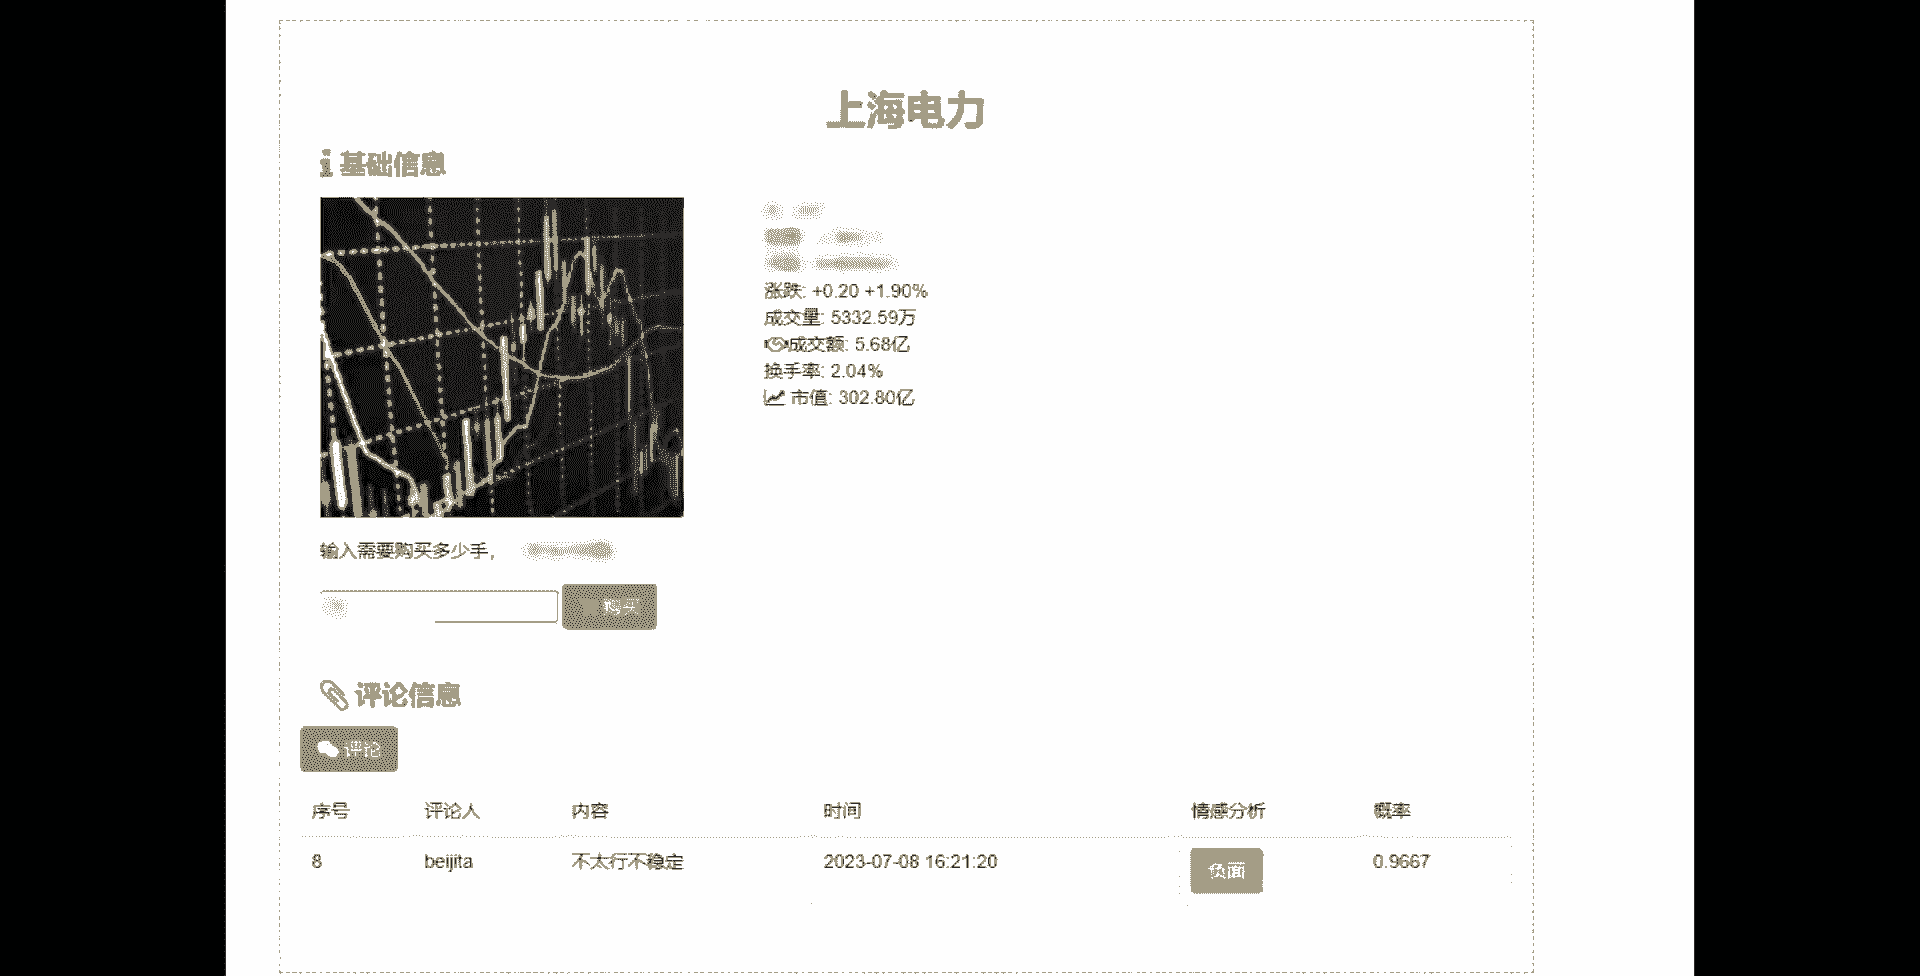 上海电力
基础信息
涨跌: +0.20 +1.90%
成交量: 5332.59万
成交额: 5.68亿
换手率: 2.04%
市值: 302.80亿
输入需要购买多少手，
购买
评论信息
评论
序号 评论人 内容 时间 情感分析 概率
8 beijita 不太行不稳定 2023-07-08 16:21:20 负面 0.9667